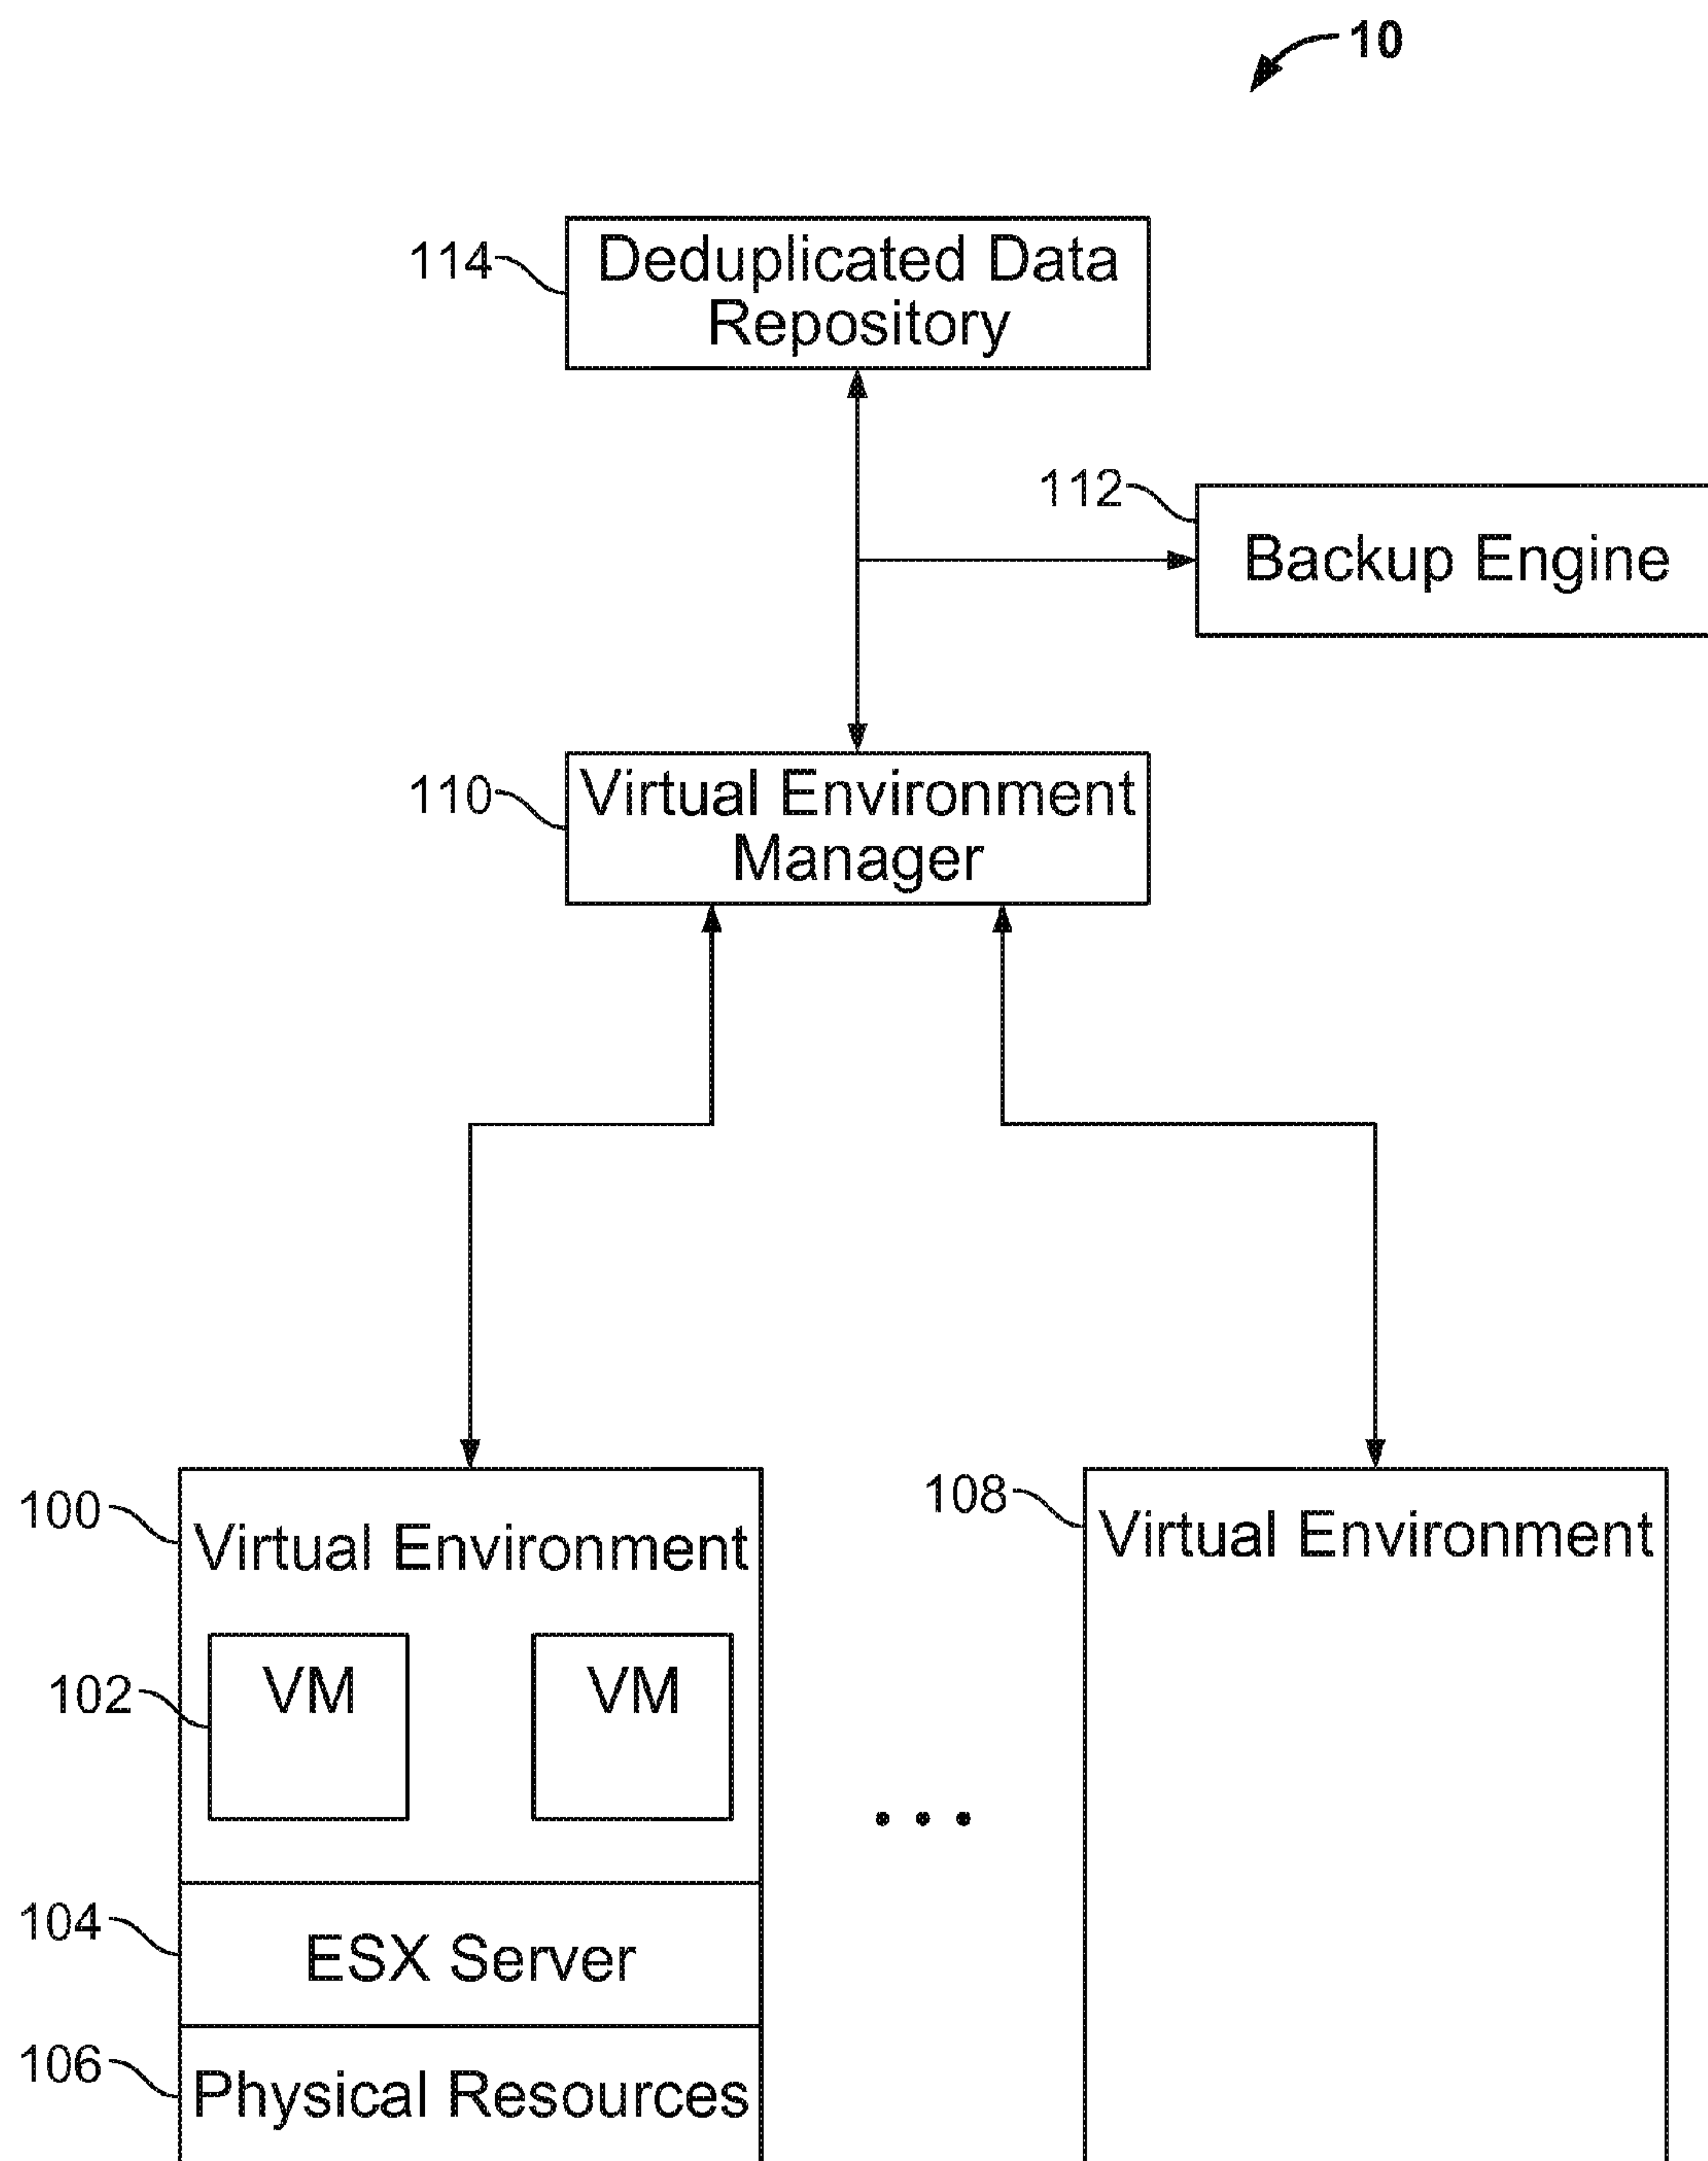 10
114
Deduplicated Data
Repository
112
Backup Engine
110
Virtual Environment
Manager
100
Virtual Environment
108
Virtual Environment
102
VM
VM
104
ESX Server
106
Physical Resources